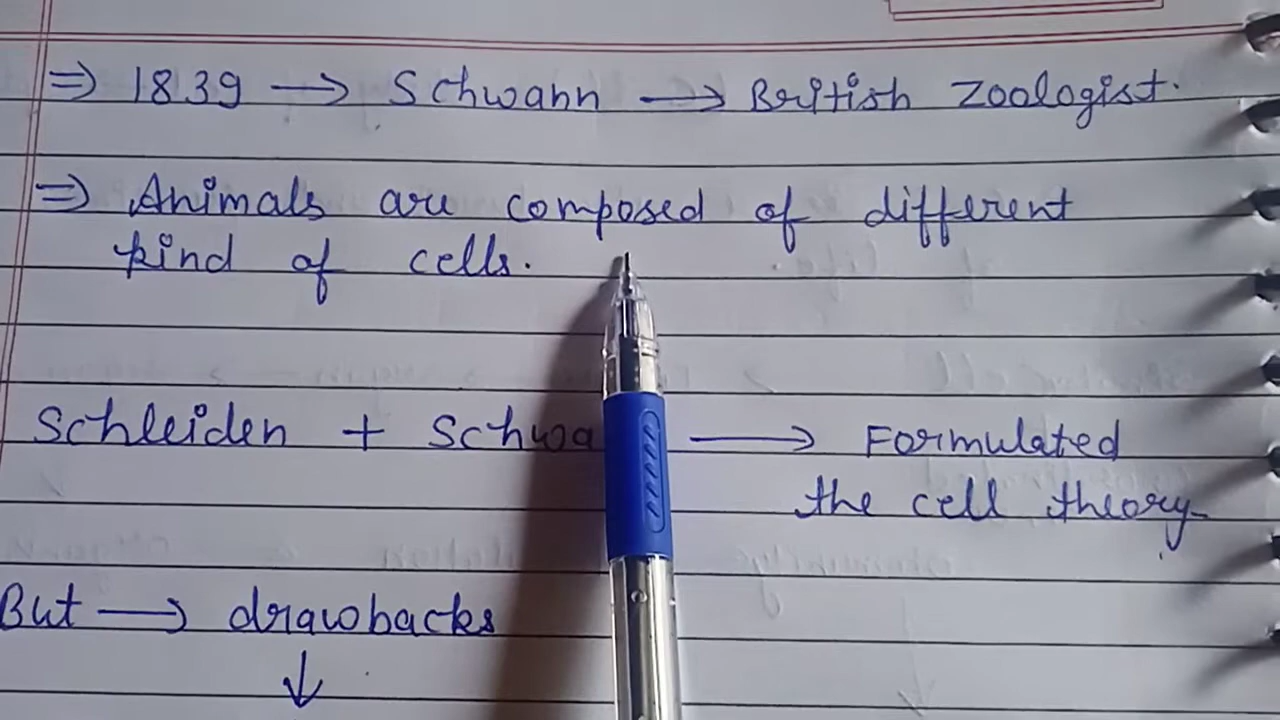 ⇒ 1839 → Schwann → British Zoologist.
⇒ Animals are composed of different
kind of cells.
Schleiden + Schwa → Formulated
the cell theory
But → drawbacks
↓